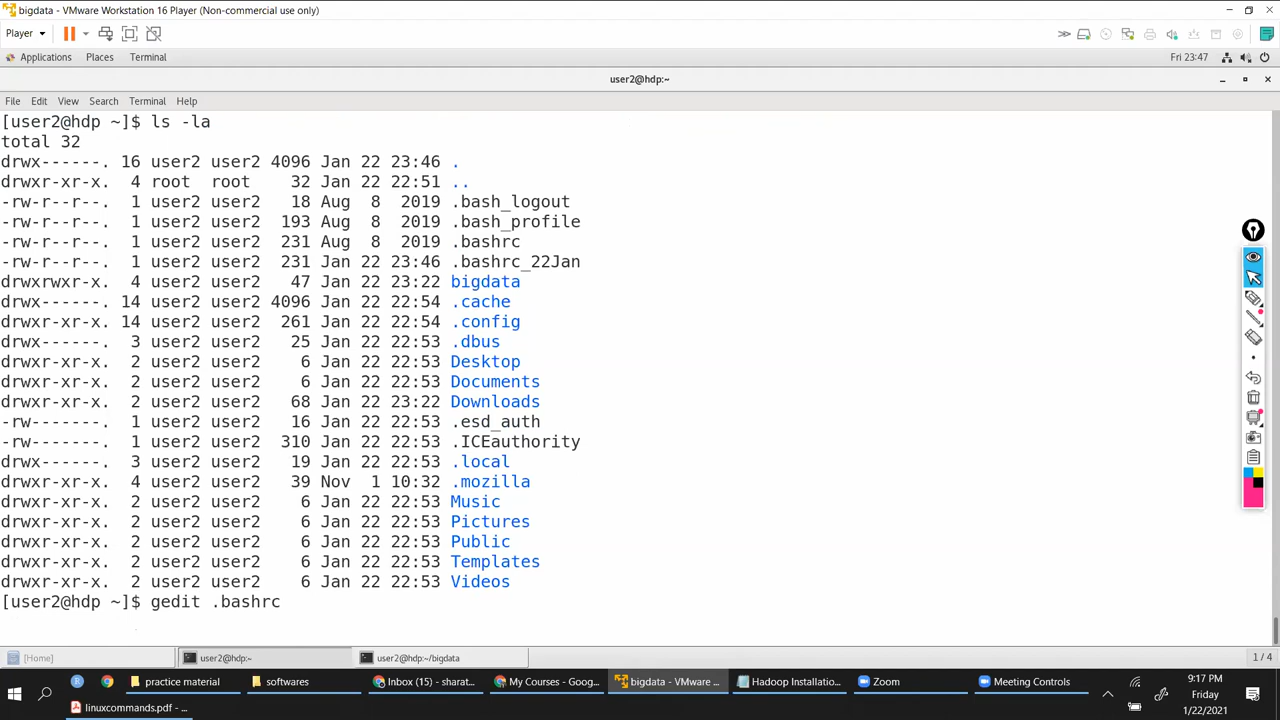 bigdata - VMware Workstation 16 Player (Non-commercial use only)
Player
Applications Places Terminal Fri 23:47
user2@hdp:~
File Edit View Search Terminal Help
[user2@hdp ~]$ ls -la
total 32
drwx------. 16 user2 user2 4096 Jan 22 23:46 .
drwxr-xr-x. 4 root root 32 Jan 22 22:51 ..
-rw-r--r--. 1 user2 user2 18 Aug 8 2019 .bash_logout
-rw-r--r--. 1 user2 user2 193 Aug 8 2019 .bash_profile
-rw-r--r--. 1 user2 user2 231 Aug 8 2019 .bashrc
-rw-r--r--. 1 user2 user2 231 Jan 22 23:46 .bashrc_22Jan
drwxrwxr-x. 4 user2 user2 47 Jan 22 23:22 bigdata
drwx------. 14 user2 user2 4096 Jan 22 22:54 .cache
drwxr-xr-x. 14 user2 user2 261 Jan 22 22:54 .config
drwx------. 3 user2 user2 25 Jan 22 22:53 .dbus
drwxr-xr-x. 2 user2 user2 6 Jan 22 22:53 Desktop
drwxr-xr-x. 2 user2 user2 6 Jan 22 22:53 Documents
drwxr-xr-x. 2 user2 user2 68 Jan 22 23:22 Downloads
-rw-------. 1 user2 user2 16 Jan 22 22:53 .esd_auth
-rw-------. 1 user2 user2 310 Jan 22 22:53 .ICEauthority
drwx------. 3 user2 user2 19 Jan 22 22:53 .local
drwxr-xr-x. 4 user2 user2 39 Nov 1 10:32 .mozilla
drwxr-xr-x. 2 user2 user2 6 Jan 22 22:53 Music
drwxr-xr-x. 2 user2 user2 6 Jan 22 22:53 Pictures
drwxr-xr-x. 2 user2 user2 6 Jan 22 22:53 Public
drwxr-xr-x. 2 user2 user2 6 Jan 22 22:53 Templates
drwxr-xr-x. 2 user2 user2 6 Jan 22 22:53 Videos
[user2@hdp ~]$ gedit .bashrc
[Home] user2@hdp:~ user2@hdp:~/bigdata 1 / 4
practice material softwares Inbox (15) - sharat... My Courses - Goog... bigdata - VMware ... Hadoop Installatio... Zoom Meeting Controls 9:17 PM
Friday
linuxcommands.pdf - ... 1/22/2021